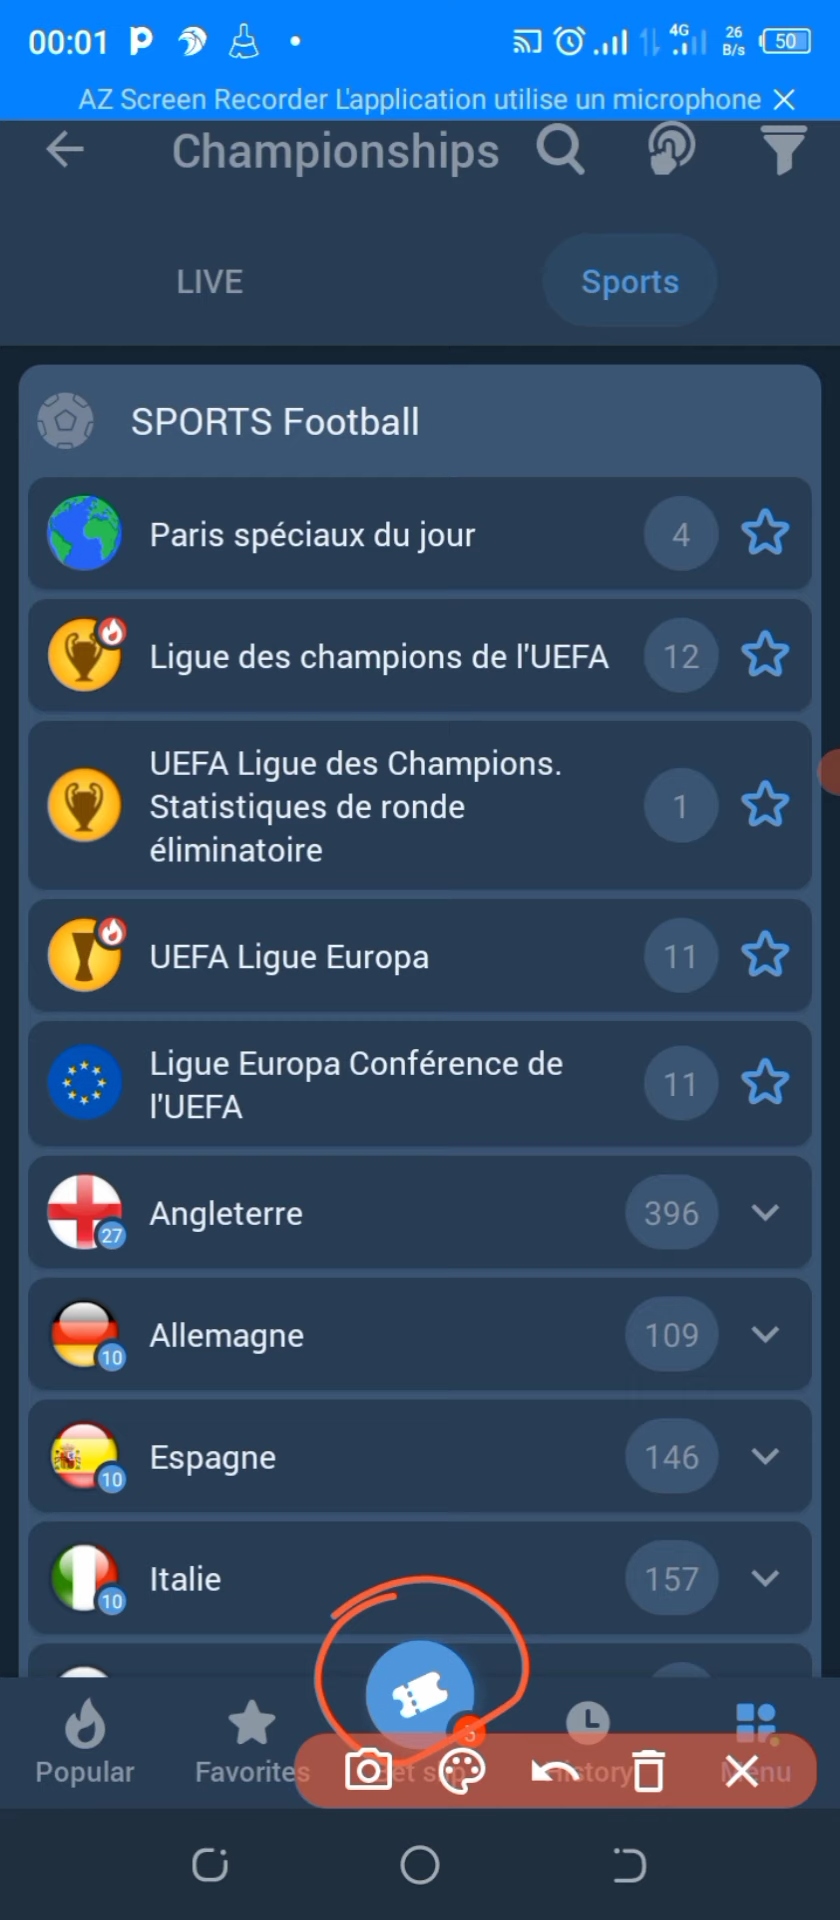 00:01
4G
26
B/s
50
AZ Screen Recorder L'application utilise un microphone
Championships
LIVE
Sports
SPORTS Football
Paris spéciaux du jour
4
Ligue des champions de l'UEFA
12
UEFA Ligue des Champions.
Statistiques de ronde
éliminatoire
1
UEFA Ligue Europa
11
Ligue Europa Conférence de
l'UEFA
11
27
Angleterre
396
10
Allemagne
109
10
Espagne
146
10
Italie
157
Popular
Favorites
History
Menu